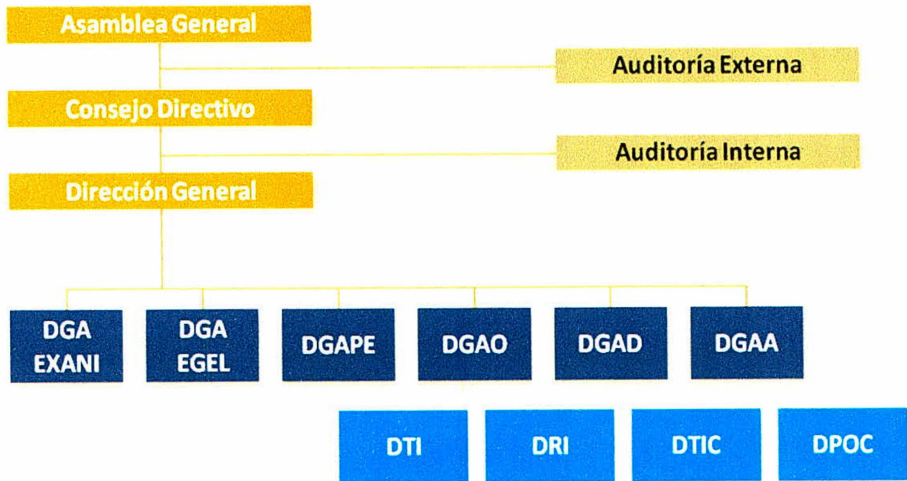 Asamblea General
Auditoría Externa
Consejo Directivo
Auditoría Interna
Dirección General
DGA
EXANI
DGA
EGEL
DGAPE
DGAO
DGAD
DGAA
DTI
DRI
DTIC
DPOC